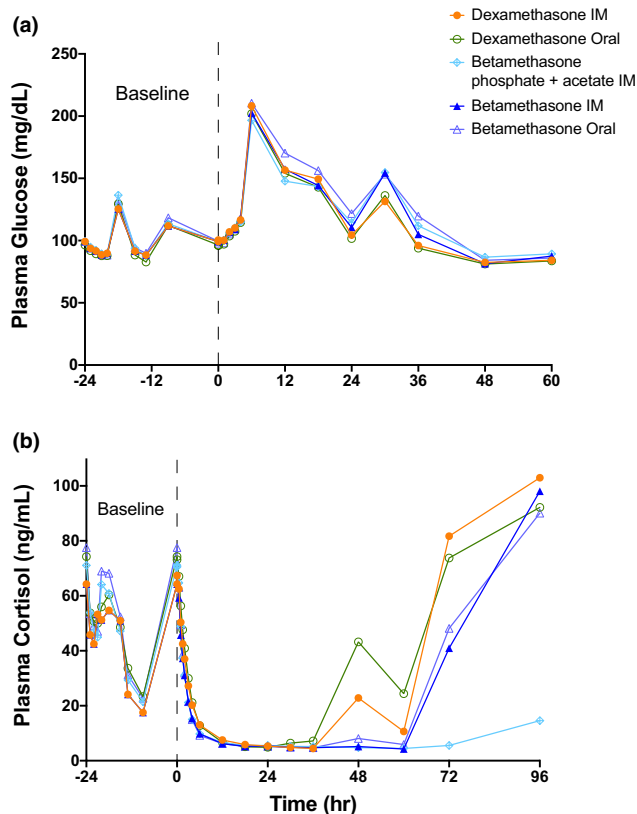 (a)
Dexamethasone IM
Dexamethasone Oral
Betamethasone
phosphate + acetate IM
Betamethasone IM
Betamethasone Oral
Plasma Glucose (mg/dL)
250
200
150
100
50
0
Baseline
-24 -12 0 12 24 36 48 60
(b)
Plasma Cortisol (ng/mL)
100
80
60
40
20
0
Baseline
-24 0 24 48 72 96
Time (hr)